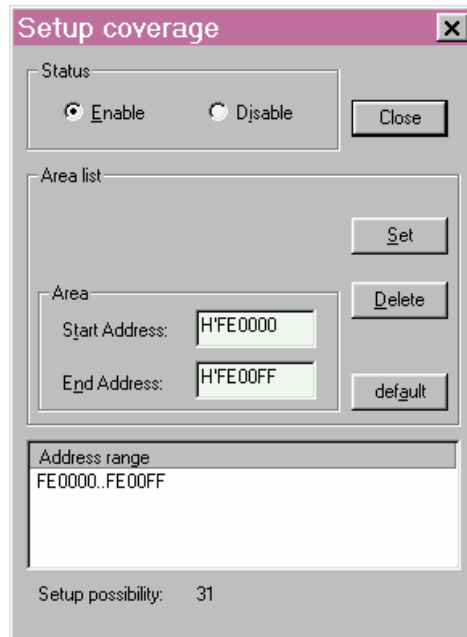 Setup coverage
Status
Enable
Disable
Close
Area list
Set
Area
Start Address: H'FE0000
Delete
End Address: H'FE00FF
default
Address range
FE0000..FE00FF
Setup possibility: 31